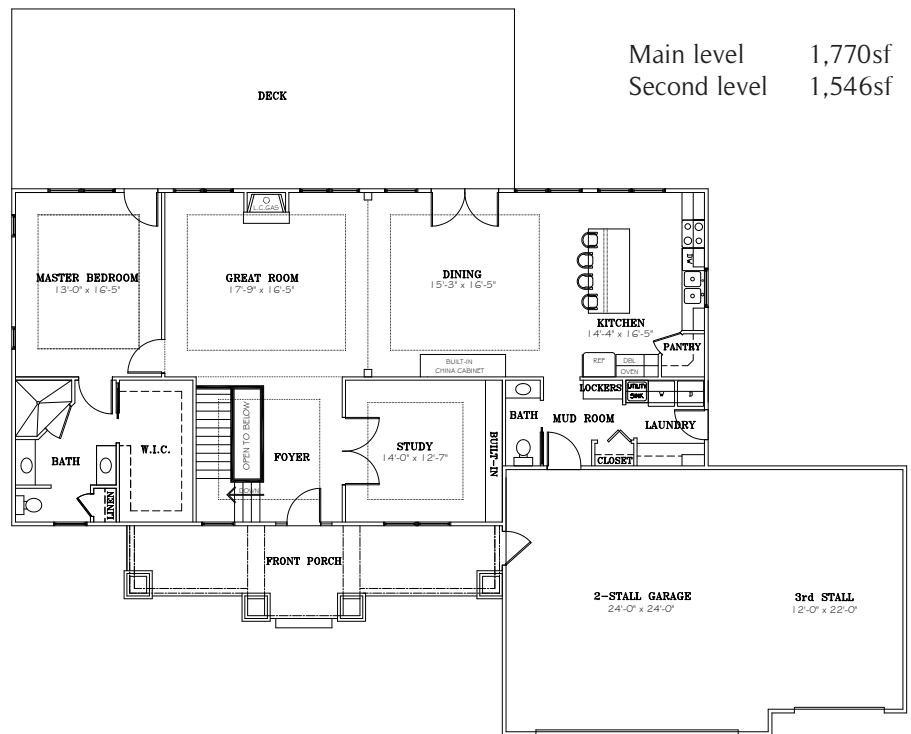 Main level 1,770sf
Second level 1,546sf
DECK
L.C.GAS
MASTER BEDROOM
13'-0" x 16'-5"
GREAT ROOM
17'-9" x 16'-5"
DINING
15'-3" x 16'-5"
DW
KITCHEN
14'-4" x 16'-5"
PANTRY
BUILT-IN
CHINA CABINET
REF
DBL
OVEN
LOCKERS
UTILITY
SINK
W
D
BATH
MUD ROOM
LAUNDRY
CLOSET
BATH
W.I.C.
LINEN
OPEN TO BELOW
DOWN
FOYER
STUDY
14'-0" x 12'-7"
BUILT-IN
FRONT PORCH
2-STALL GARAGE
24'-0" x 24'-0"
3rd STALL
12'-0" x 22'-0"